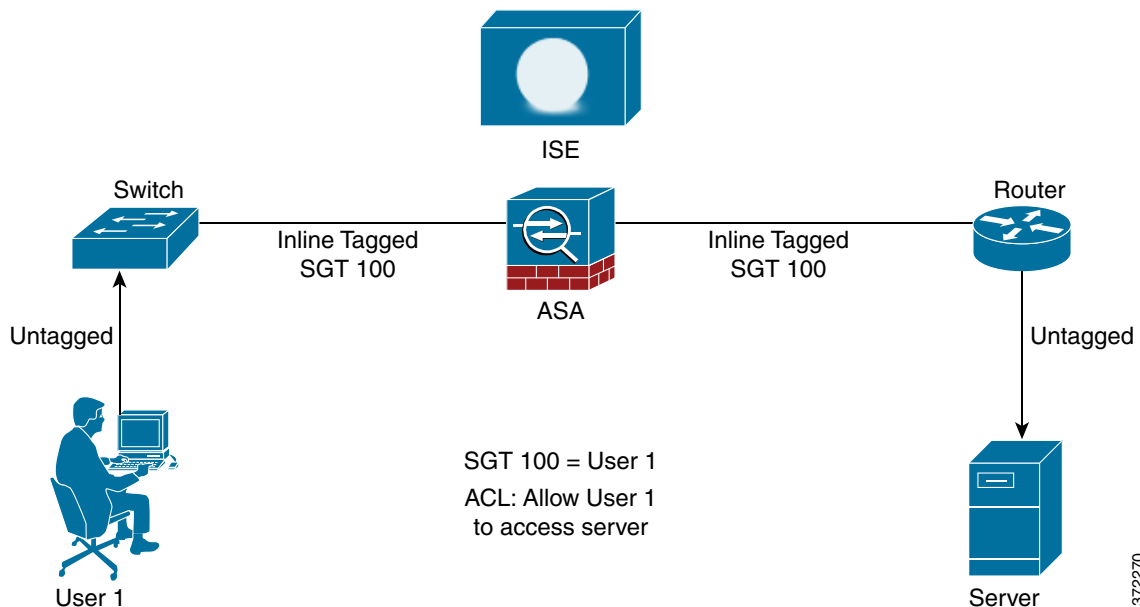 ISE
Switch
Router
Inline Tagged
SGT 100
Inline Tagged
SGT 100
ASA
Untagged
Untagged
SGT 100 = User 1
ACL: Allow User 1
to access server
User 1
Server
372270